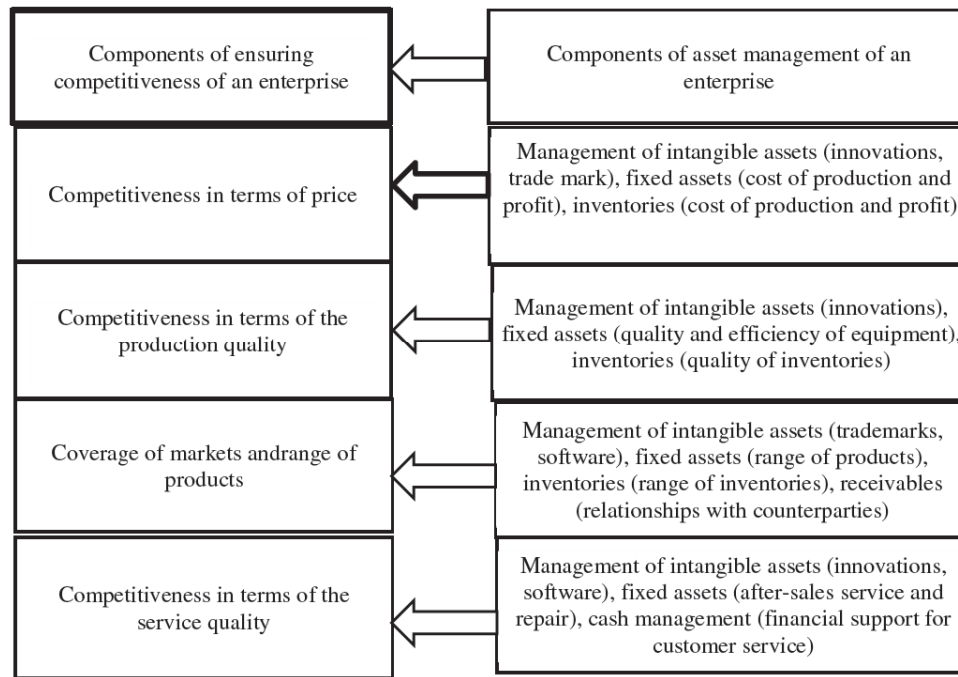 Components of ensuring
competitiveness of an enterprise
Components of asset management of an
enterprise
Competitiveness in terms of price
Management of intangible assets (innovations,
trade mark), fixed assets (cost of production and
profit), inventories (cost of production and profit)
Competitiveness in terms of the
production quality
Management of intangible assets (innovations),
fixed assets (quality and efficiency of equipment),
inventories (quality of inventories)
Coverage of markets andrange of
products
Management of intangible assets (trademarks,
software), fixed assets (range of products),
inventories (range of inventories), receivables
(relationships with counterparties)
Competitiveness in terms of the
service quality
Management of intangible assets (innovations,
software), fixed assets (after-sales service and
repair), cash management (financial support for
customer service)